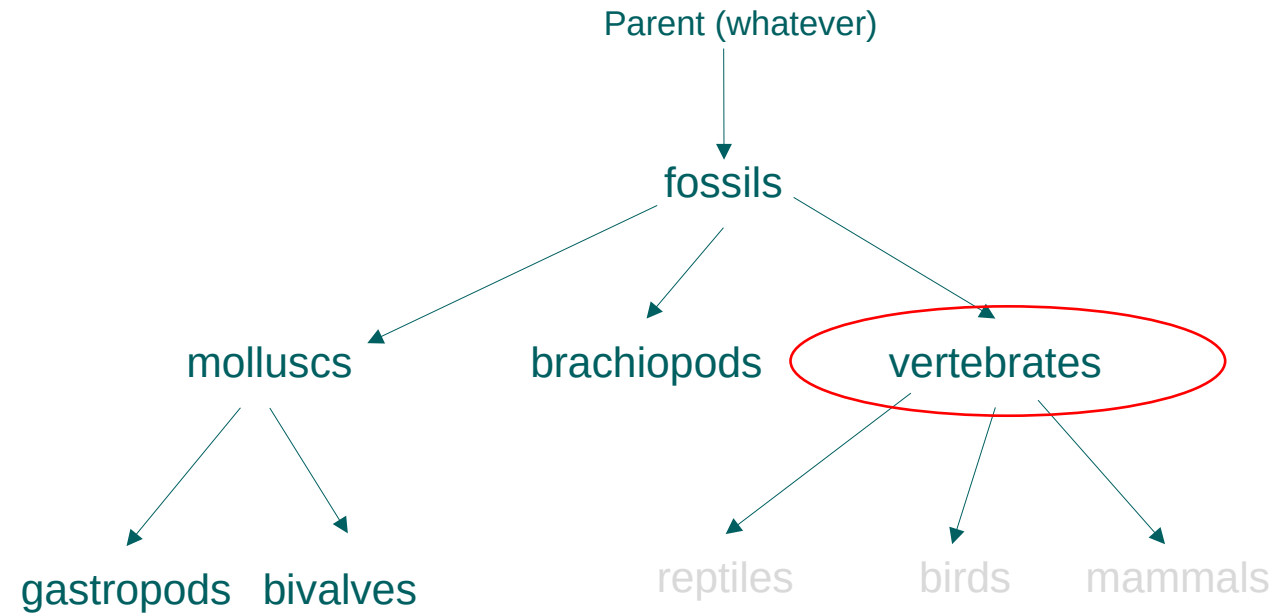 Parent (whatever)
fossils
molluscs
brachiopods
vertebrates
gastropods
bivalves
reptiles
birds
mammals